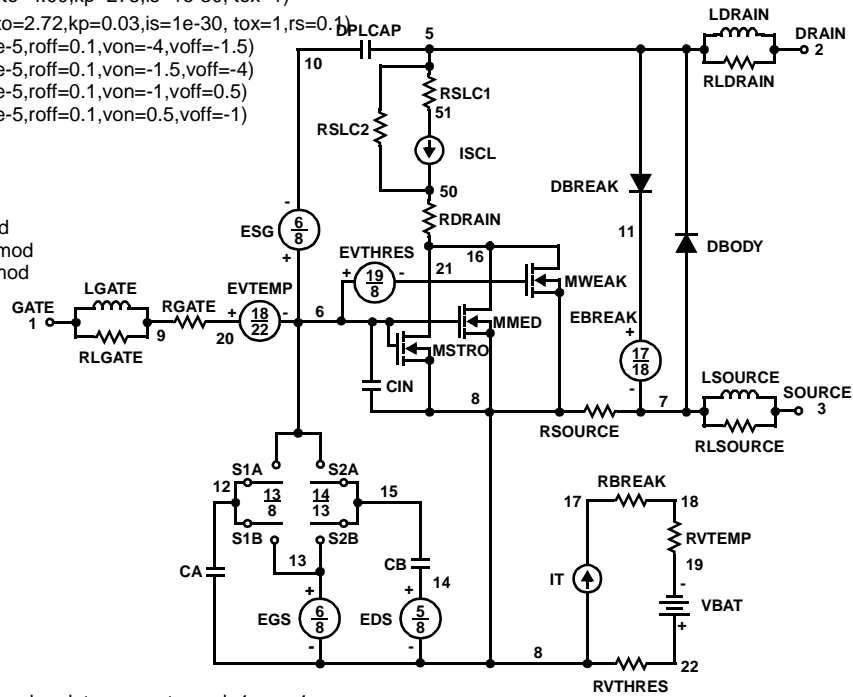 to=2.72,kp=0.03,is=1e-30, tox=1,rs=0.1)
e-5,roff=0.1,von=-4,voff=-1.5)
e-5,roff=0.1,von=-1.5,voff=-4)
e-5,roff=0.1,von=-1,voff=0.5)
e-5,roff=0.1,von=0.5,voff=-1)
d
mod
mod
LDRAIN
DPLCAP
5
DRAIN
2
10
RLDRAIN
RSLC1
51
RSLC2
ISCL
50
DBREAK
RDRAIN
-
ESG
6
8
+
11
DBODY
EVTHRES
16
+
19
8
-
21
MWEAK
LGATE
EVTEMP
GATE
1
RGATE
+
18
22
-
6
MMED
EBREAK
+
9
20
MSTRO
17
18
-
RLGATE
LSOURCE
CIN
8
7
SOURCE
3
RSOURCE
RLSOURCE
S1A
S2A
12
13
8
14
13
15
RBREAK
17
18
S1B
S2B
RVTEMP
13
CB
19
CA
14
IT
-
+
+
VBAT
EGS
6
8
EDS
5
8
+
-
-
8
22
RVTHRES